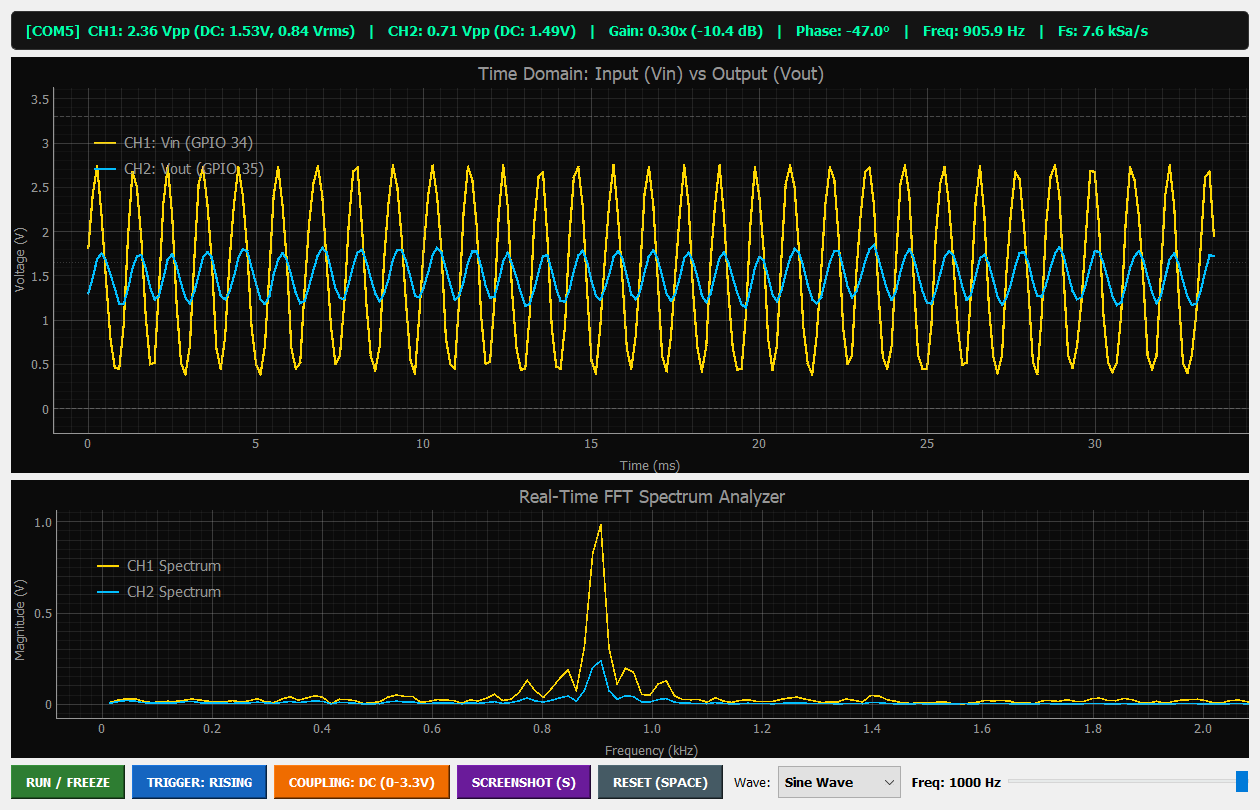 [COM5] CH1: 2.36 Vpp (DC: 1.53V, 0.84 Vrms) | CH2: 0.71 Vpp (DC: 1.49V) | Gain: 0.30x (-10.4 dB) | Phase: -47.0° | Freq: 905.9 Hz | Fs: 7.6 kSa/s
Time Domain: Input (Vin) vs Output (Vout)
3.5
3
2.5
2
1.5
1
0.5
0
Voltage (V)
CH1: Vin (GPIO 34)
CH2: Vout (GPIO 35)
0 5 10 15 20 25 30
Time (ms)
Real-Time FFT Spectrum Analyzer
1.0
0.5
0
Magnitude (V)
CH1 Spectrum
CH2 Spectrum
0 0.2 0.4 0.6 0.8 1.0 1.2 1.4 1.6 1.8 2.0
Frequency (kHz)
RUN / FREEZE TRIGGER: RISING COUPLING: DC (0-3.3V) SCREENSHOT (S) RESET (SPACE) Wave: Sine Wave Freq: 1000 Hz